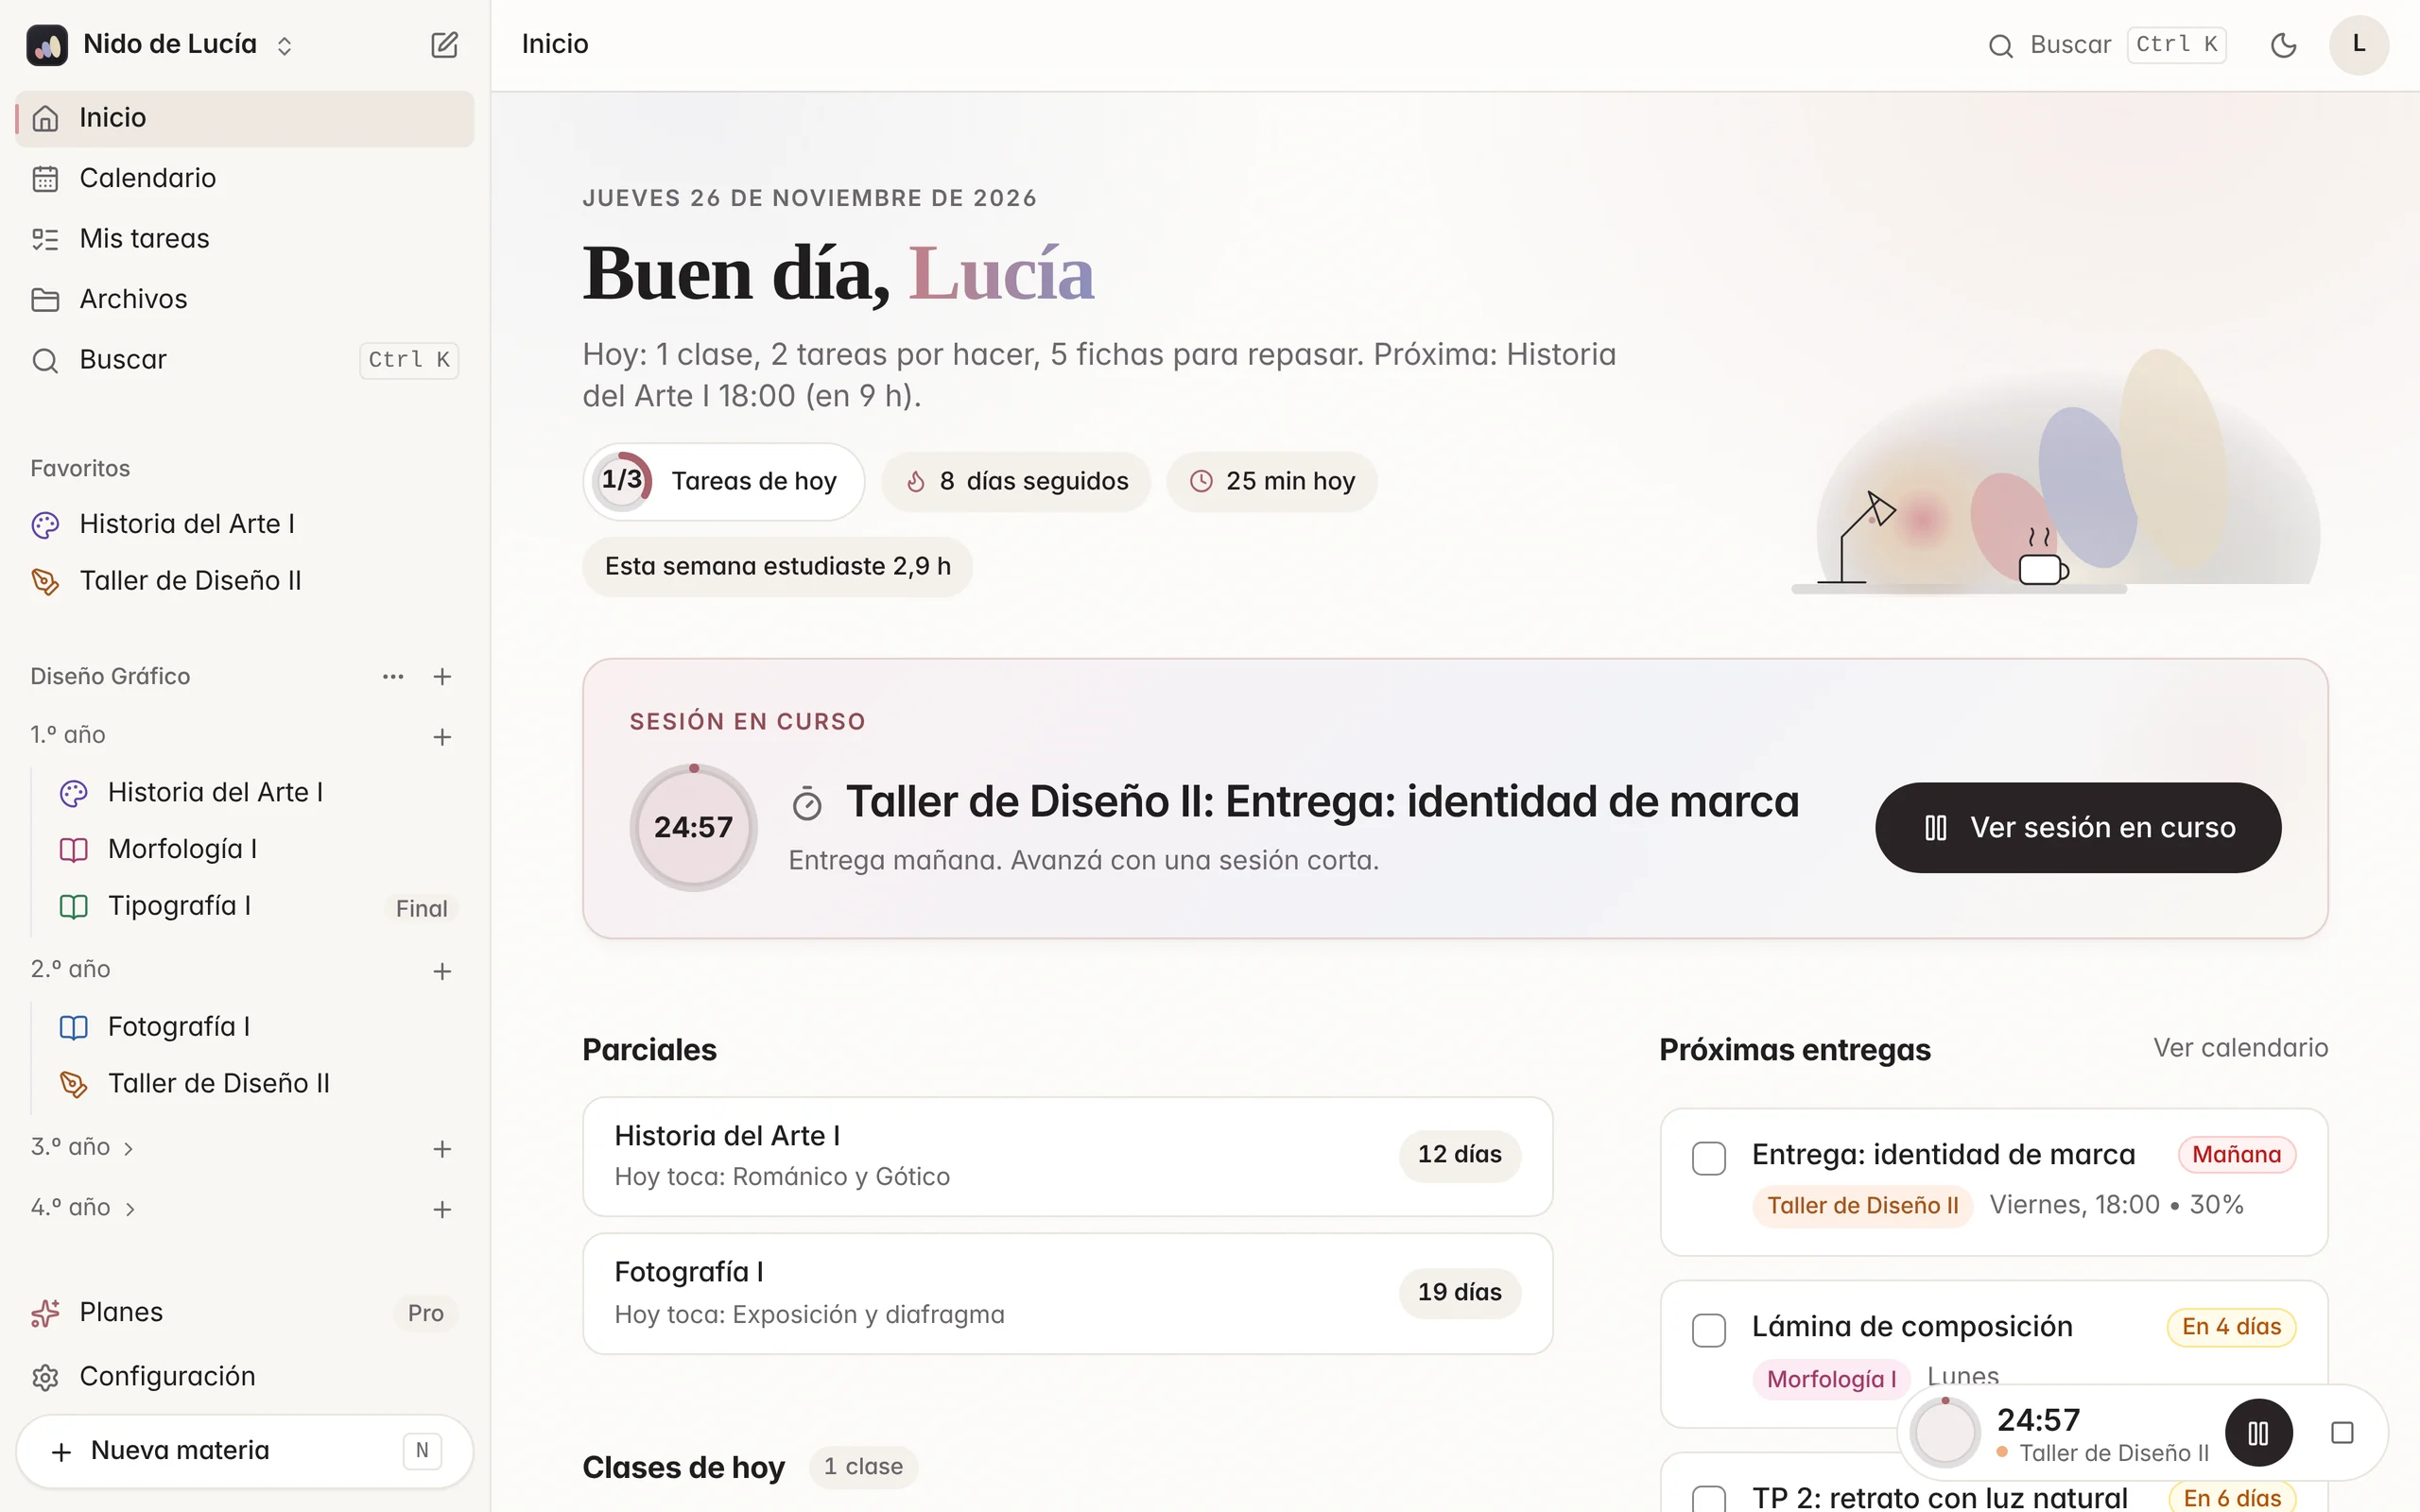 Nido de Lucía
Inicio
Calendario
Mis tareas
Archivos
Buscar Ctrl K
Favoritos
Historia del Arte I
Taller de Diseño II
Diseño Gráfico
1.º año
Historia del Arte I
Morfología I
Tipografía I Final
2.º año
Fotografía I
Taller de Diseño II
3.º año
4.º año
Planes Pro
Configuración
Nueva materia N
Inicio
Buscar Ctrl K
L
JUEVES 26 DE NOVIEMBRE DE 2026
Buen día, Lucía
Hoy: 1 clase, 2 tareas por hacer, 5 fichas para repasar. Próxima: Historia
del Arte I 18:00 (en 9 h).
1/3 Tareas de hoy
8 días seguidos
25 min hoy
Esta semana estudiaste 2,9 h
SESIÓN EN CURSO
24:57
Taller de Diseño II: Entrega: identidad de marca
Entrega mañana. Avanzá con una sesión corta.
Ver sesión en curso
Parciales
Historia del Arte I
Hoy toca: Románico y Gótico
12 días
Fotografía I
Hoy toca: Exposición y diafragma
19 días
Clases de hoy 1 clase
Próximas entregas Ver calendario
Entrega: identidad de marca Mañana
Taller de Diseño II Viernes, 18:00 • 30%
Lámina de composición En 4 días
Morfología I Lunes
TP 2: retrato con luz natural En 6 días
24:57
Taller de Diseño II